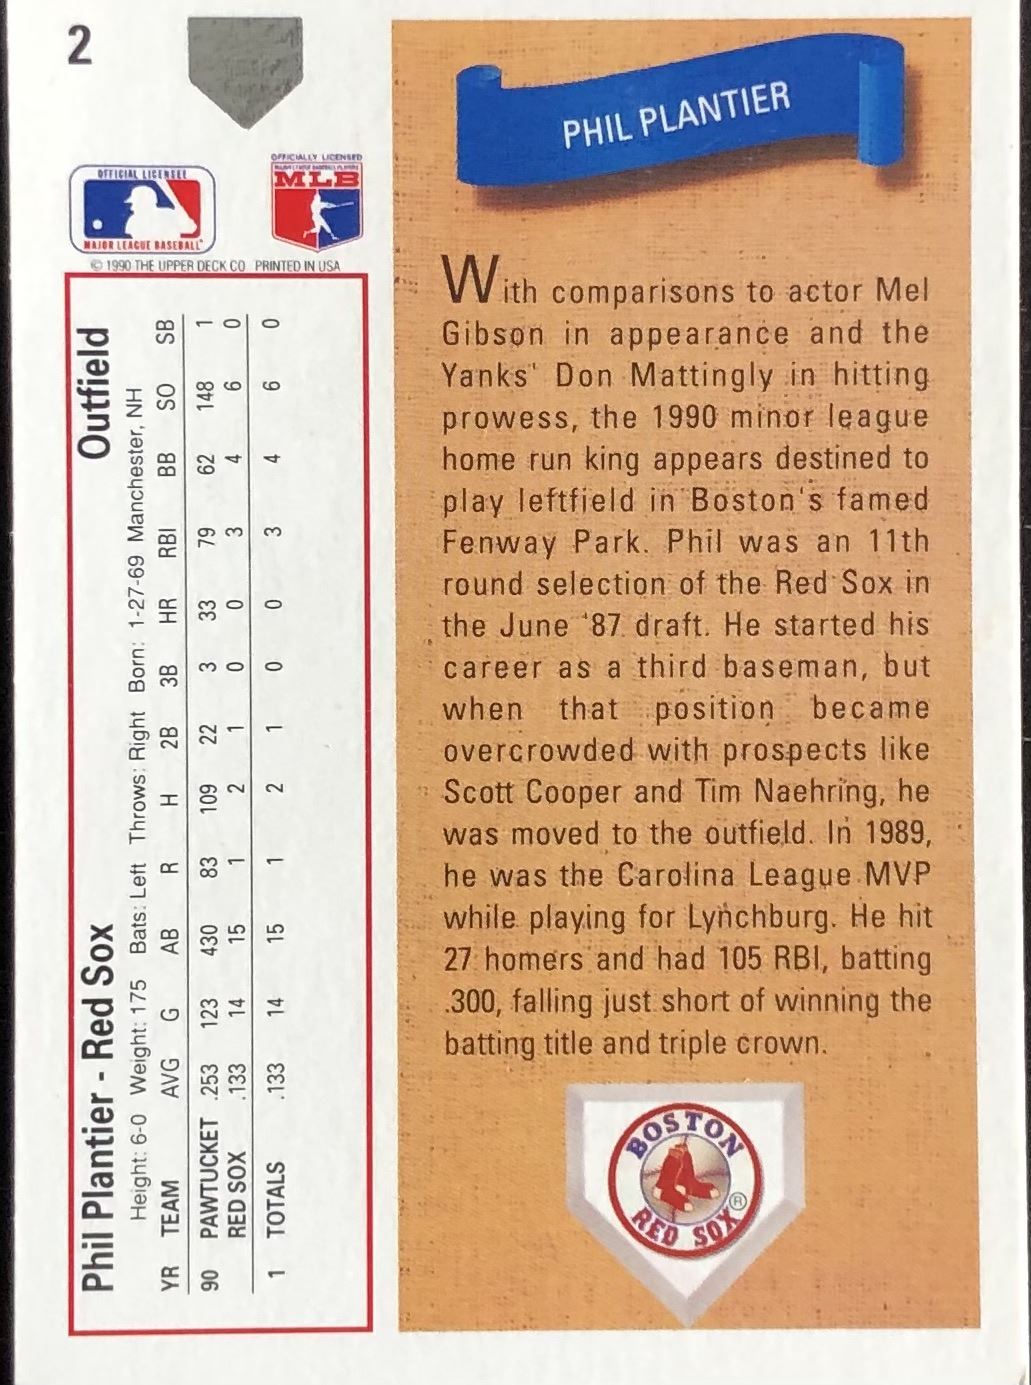 2
OFFICIAL LICENSEE
MAJOR LEAGUE BASEBALL
OFFICIALLY LICENSED
MAJOR LEAGUE BASEBALL PLAYERS
MLB
© 1990 THE UPPER DECK CO PRINTED IN USA
Phil Plantier - Red Sox Outfield
Height: 6-0 Weight: 175 Bats: Left Throws: Right Born: 1-27-69 Manchester, NH
YR TEAM AVG G AB R H 2B 3B HR RBI BB SO SB
90 PAWTUCKET .253 123 430 83 109 22 3 33 79 62 148 1
RED SOX .133 14 15 1 2 1 0 0 3 4 6 0
1 TOTALS .133 14 15 1 2 1 0 0 3 4 6 0
PHIL PLANTIER
With comparisons to actor Mel
Gibson in appearance and the
Yanks' Don Mattingly in hitting
prowess, the 1990 minor league
home run king appears destined to
play leftfield in Boston's famed
Fenway Park. Phil was an 11th
round selection of the Red Sox in
the June '87 draft. He started his
career as a third baseman, but
when that position became
overcrowded with prospects like
Scott Cooper and Tim Naehring, he
was moved to the outfield. In 1989,
he was the Carolina League MVP
while playing for Lynchburg. He hit
27 homers and had 105 RBI, batting
.300, falling just short of winning the
batting title and triple crown.
BOSTON
RED SOX
®